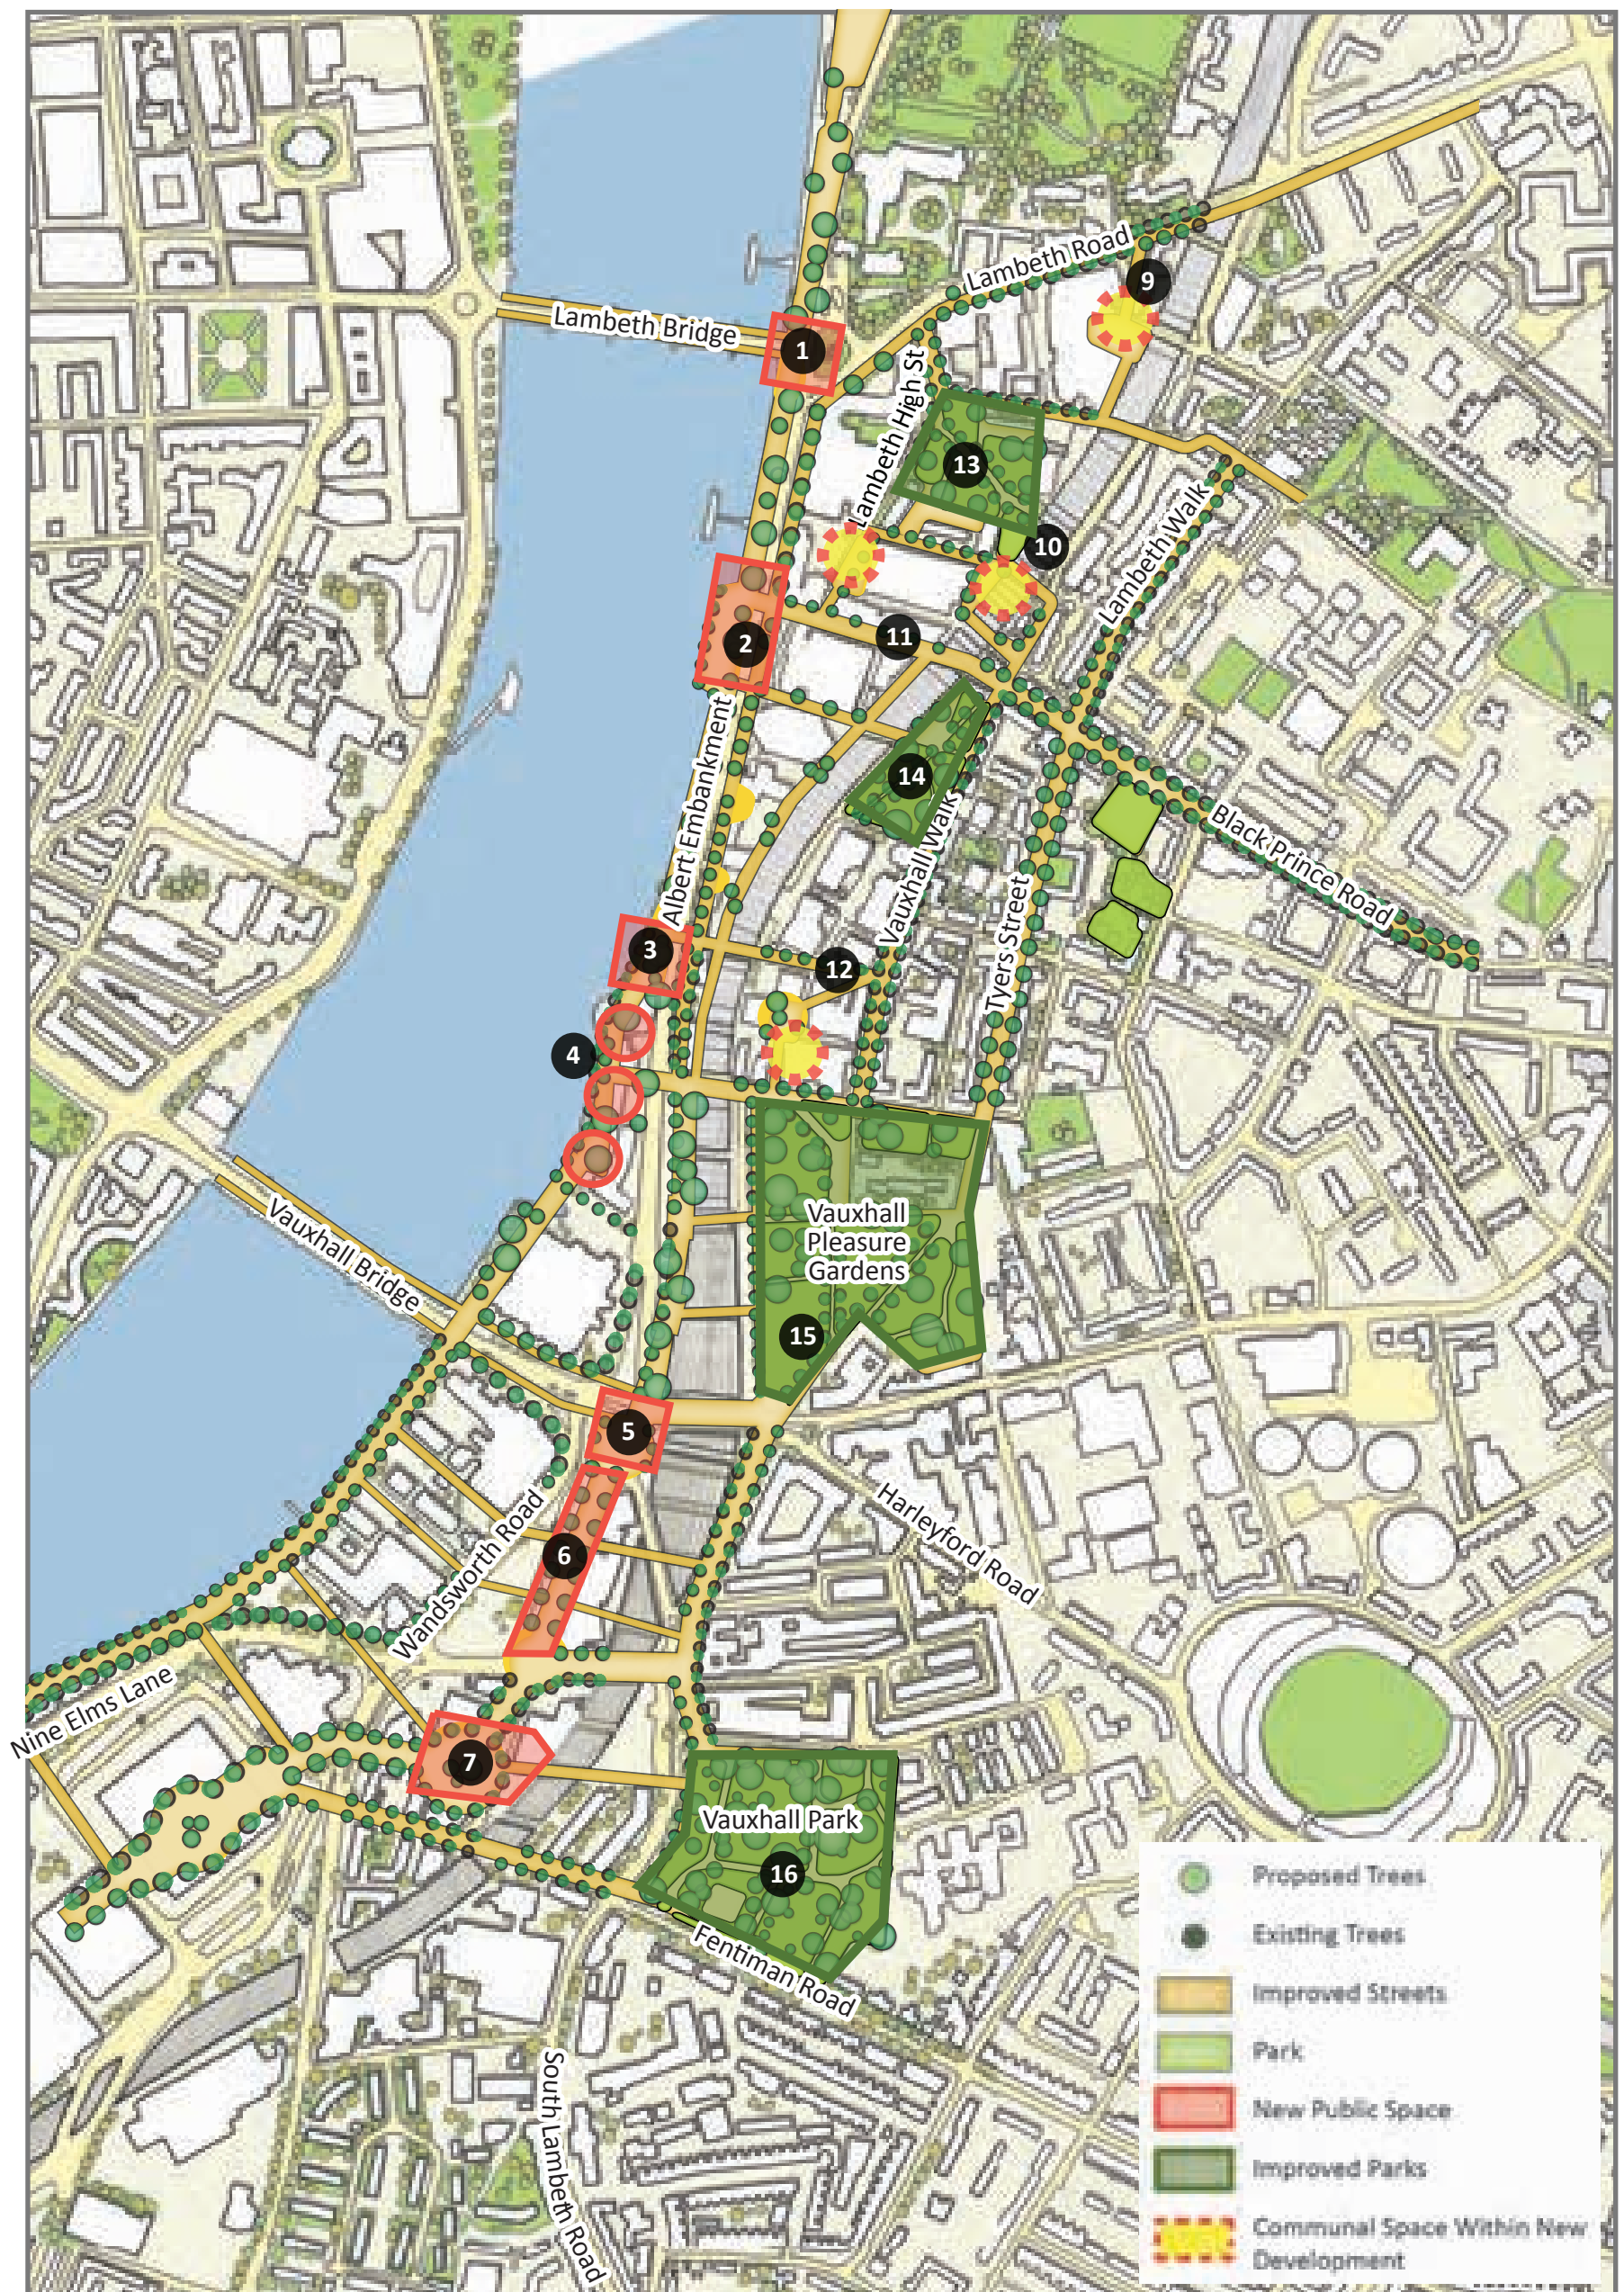 Lambeth Road
9
Lambeth Bridge
1
Lambeth High St
13
Lambeth Walk
10
11
2
Albert Embankment
14
Vauxhall Walk
Black Prince Road
Tyers Street
3
12
4
Vauxhall
Pleasure
Gardens
Vauxhall Bridge
15
5
Harleyford Road
Wandsworth Road
6
Nine Elms Lane
7
Vauxhall Park
16
Fentiman Road
South Lambeth Road
Proposed Trees
Existing Trees
Improved Streets
Park
New Public Space
Improved Parks
Communal Space Within New
Development